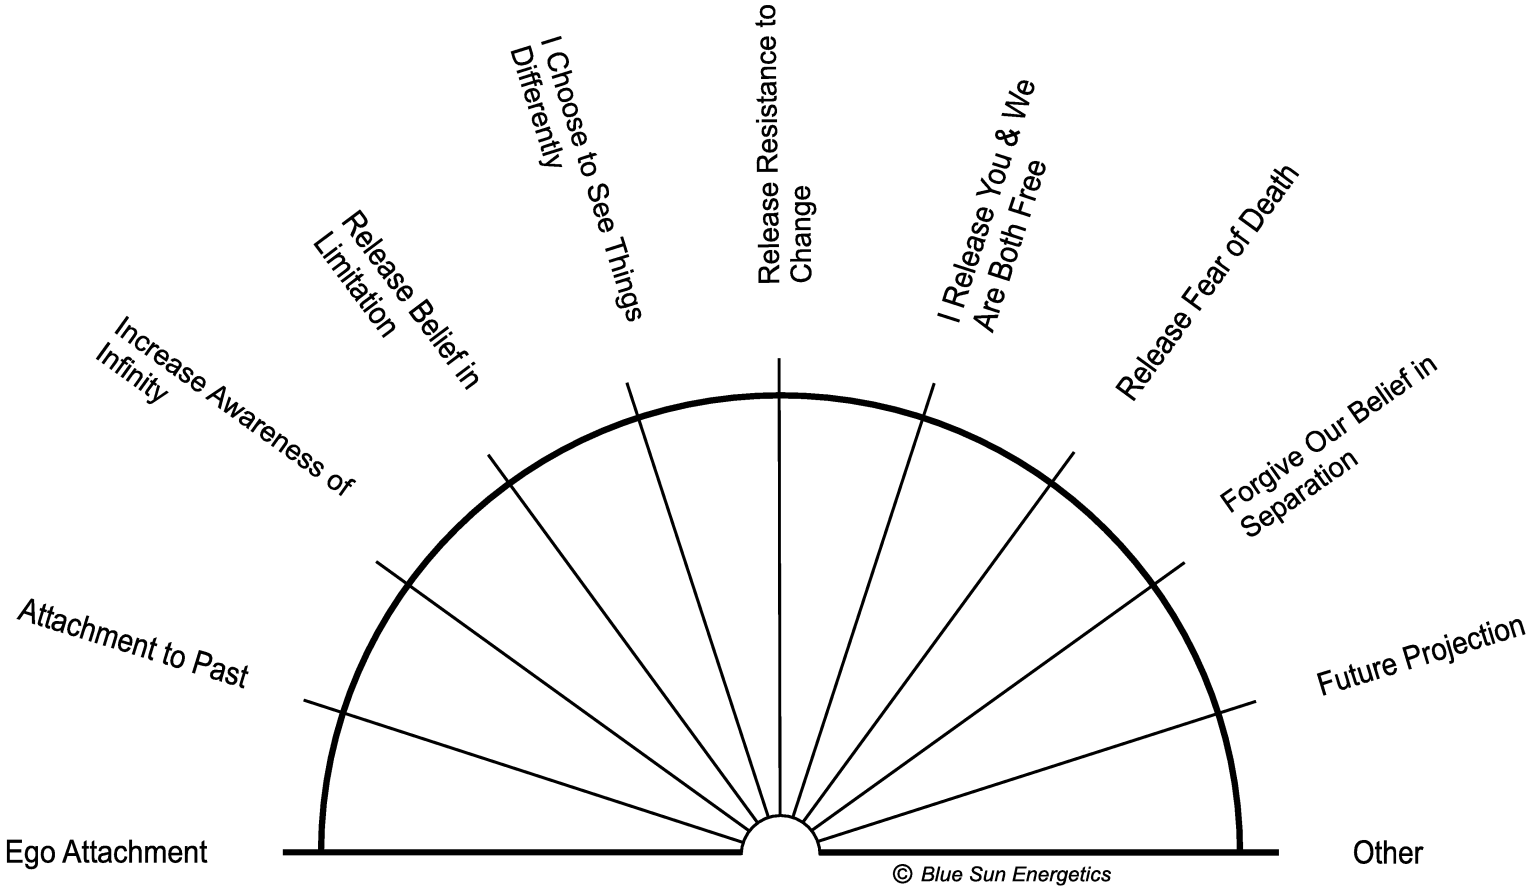 Ego Attachment
Attachment to Past
Increase Awareness of
Infinity
Release Belief in
Limitation
I Choose to See Things
Differently
Release Resistance to
Change
I Release You & We
Are Both Free
Release Fear of Death
Forgive Our Belief in
Separation
Future Projection
Other
© Blue Sun Energetics